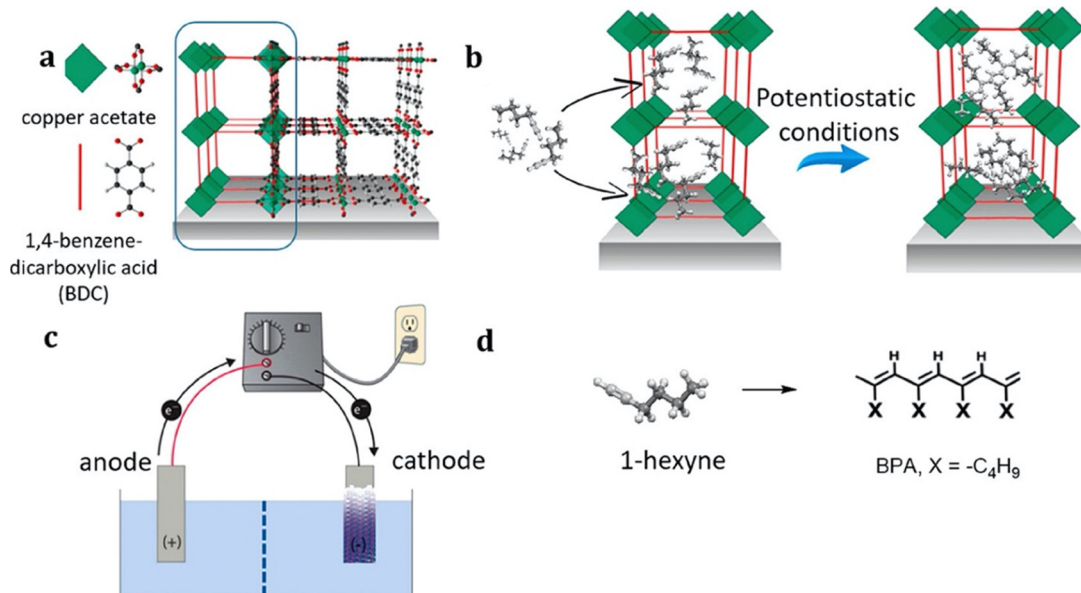 a
copper acetate
1,4-benzene-
dicarboxylic acid
(BDC)
b
Potentiostatic
conditions
c
e⁻
e⁻
anode
cathode
(+)
(-)
d
1-hexyne
H H H
X X X X
BPA, X = -C₄H₉